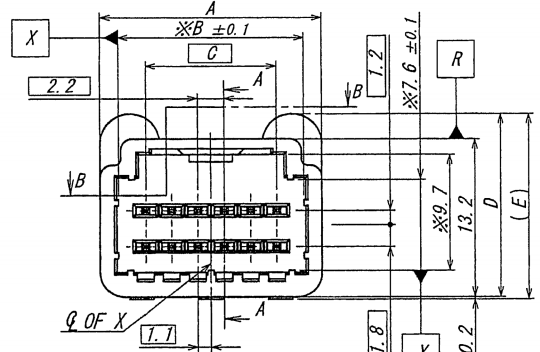 A
X
※B ±0.1
C
A
2.2
B
1.2
※7.6 ±0.1
R
B
※9.7
13.2
D
(E)
℄ OF X
A
1.1
1.8
0.2